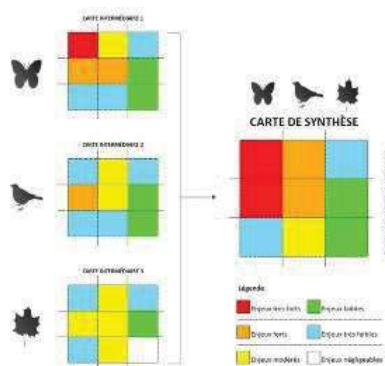 CARTE INTERMÉDIAIRE 1
CARTE INTERMÉDIAIRE 2
CARTE INTERMÉDIAIRE 3
CARTE DE SYNTHÈSE
Légende
Enjeux très forts
Enjeux faibles
Enjeux forts
Enjeux très faibles
Enjeux modérés
Enjeux négligeables